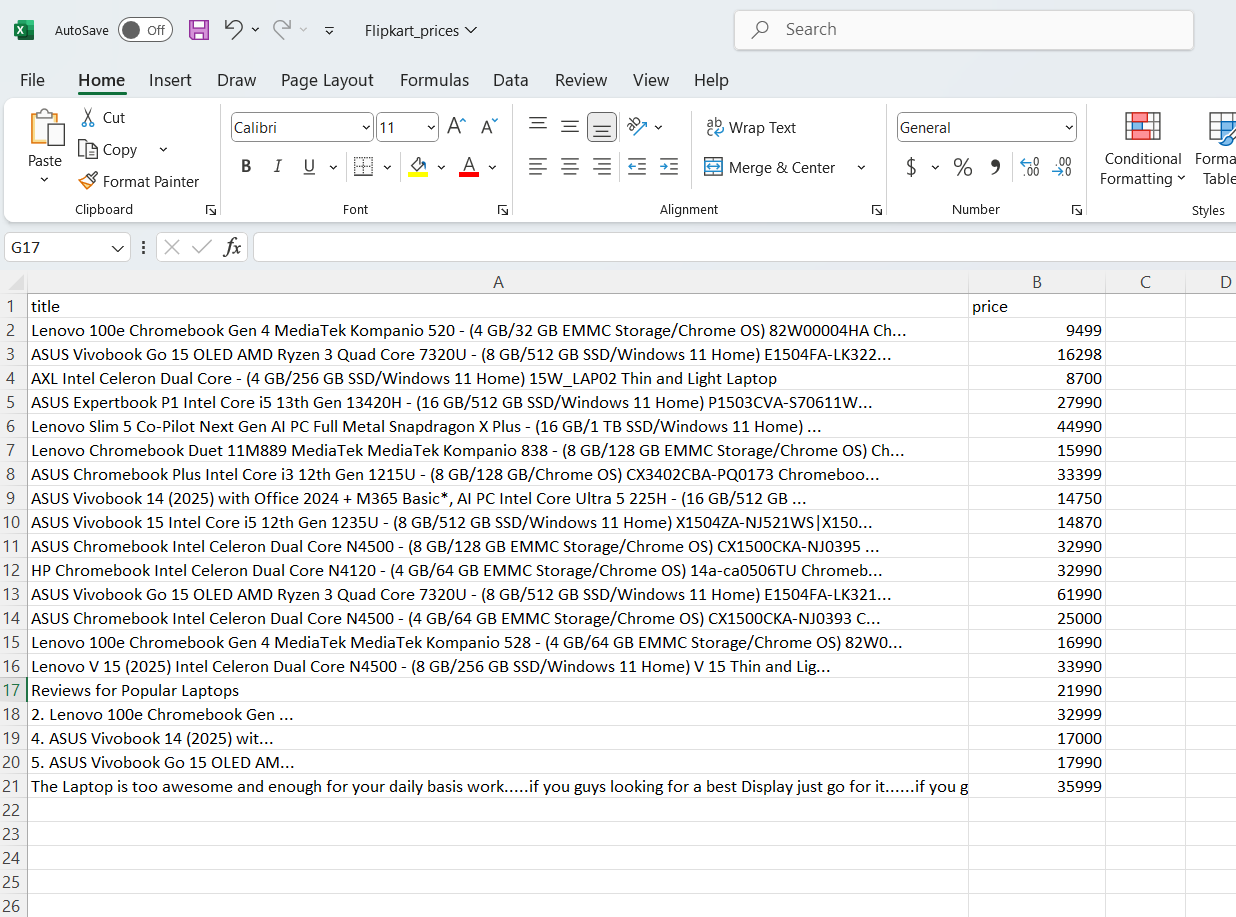 AutoSave Off Flipkart_prices Search
File Home Insert Draw Page Layout Formulas Data Review View Help
Paste
Cut
Copy
Format Painter
Clipboard
Calibri 11
B I U A
Font
Wrap Text
Merge & Center
Alignment
General
$ % , .00
Number
Conditional Formatting
Forma
Table
Styles
G17 fx
A B C D
1 title price
2 Lenovo 100e Chromebook Gen 4 MediaTek Kompanio 520 - (4 GB/32 GB EMMC Storage/Chrome OS) 82W00004HA Ch... 9499
3 ASUS Vivobook Go 15 OLED AMD Ryzen 3 Quad Core 7320U - (8 GB/512 GB SSD/Windows 11 Home) E1504FA-LK322... 16298
4 AXL Intel Celeron Dual Core - (4 GB/256 GB SSD/Windows 11 Home) 15W_LAP02 Thin and Light Laptop 8700
5 ASUS Expertbook P1 Intel Core i5 13th Gen 13420H - (16 GB/512 GB SSD/Windows 11 Home) P1503CVA-S70611W... 27990
6 Lenovo Slim 5 Co-Pilot Next Gen AI PC Full Metal Snapdragon X Plus - (16 GB/1 TB SSD/Windows 11 Home) ... 44990
7 Lenovo Chromebook Duet 11M889 MediaTek MediaTek Kompanio 838 - (8 GB/128 GB EMMC Storage/Chrome OS) Ch... 15990
8 ASUS Chromebook Plus Intel Core i3 12th Gen 1215U - (8 GB/128 GB/Chrome OS) CX3402CBA-PQ0173 Chromeboo... 33399
9 ASUS Vivobook 14 (2025) with Office 2024 + M365 Basic*, AI PC Intel Core Ultra 5 225H - (16 GB/512 GB ... 14750
10 ASUS Vivobook 15 Intel Core i5 12th Gen 1235U - (8 GB/512 GB SSD/Windows 11 Home) X1504ZA-NJ521WS|X150... 14870
11 ASUS Chromebook Intel Celeron Dual Core N4500 - (8 GB/128 GB EMMC Storage/Chrome OS) CX1500CKA-NJ0395 ... 32990
12 HP Chromebook Intel Celeron Dual Core N4120 - (4 GB/64 GB EMMC Storage/Chrome OS) 14a-ca0506TU Chromeb... 32990
13 ASUS Vivobook Go 15 OLED AMD Ryzen 3 Quad Core 7320U - (8 GB/512 GB SSD/Windows 11 Home) E1504FA-LK321... 61990
14 ASUS Chromebook Intel Celeron Dual Core N4500 - (4 GB/64 GB EMMC Storage/Chrome OS) CX1500CKA-NJ0393 C... 25000
15 Lenovo 100e Chromebook Gen 4 MediaTek MediaTek Kompanio 528 - (4 GB/64 GB EMMC Storage/Chrome OS) 82W0... 16990
16 Lenovo V 15 (2025) Intel Celeron Dual Core N4500 - (8 GB/256 GB SSD/Windows 11 Home) V 15 Thin and Lig... 33990
17 Reviews for Popular Laptops 21990
18 2. Lenovo 100e Chromebook Gen ... 32999
19 4. ASUS Vivobook 14 (2025) wit... 17000
20 5. ASUS Vivobook Go 15 OLED AM... 17990
21 The Laptop is too awesome and enough for your daily basis work.....if you guys looking for a best Display just go for it......if you g 35999
22
23
24
25
26